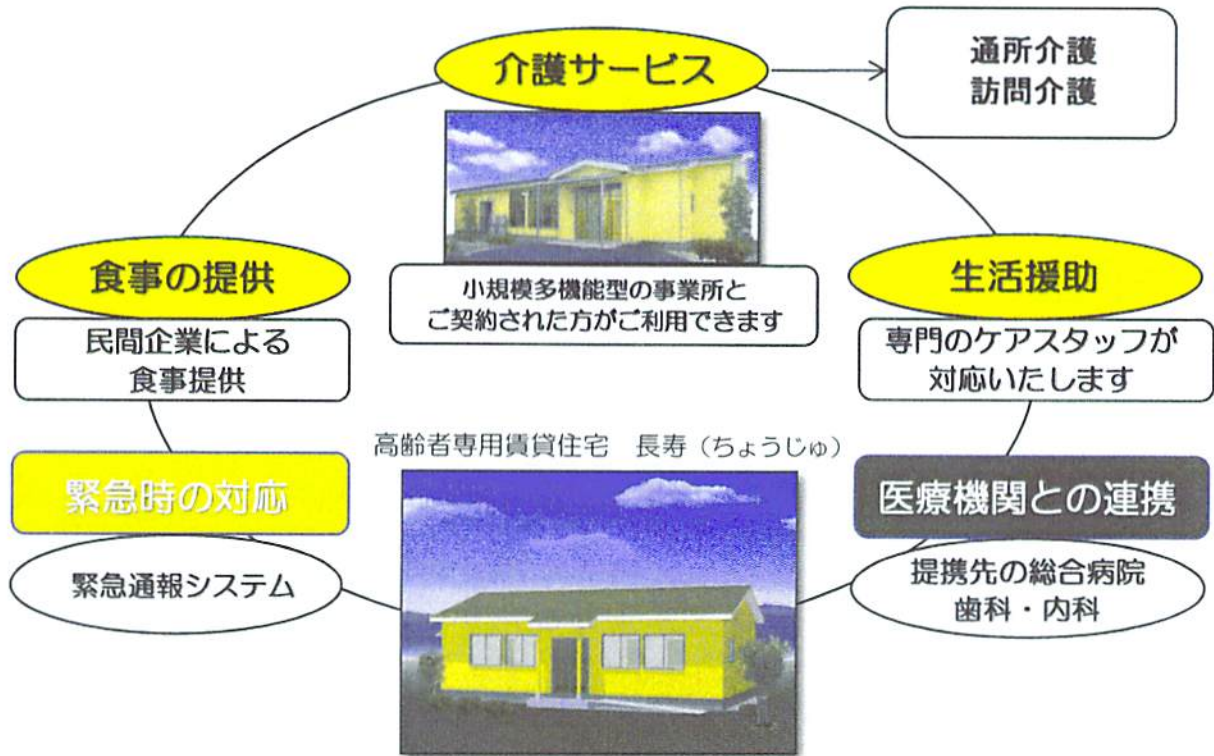 介護サービス
通所介護
訪問介護
小規模多機能型の事業所と
ご契約された方がご利用できます
食事の提供
民間企業による
食事提供
生活援助
専門のケアスタッフが
対応いたします
高齢者専用賃貸住宅 長寿（ちょうじゅ）
緊急時の対応
緊急通報システム
医療機関との連携
提携先の総合病院
歯科・内科